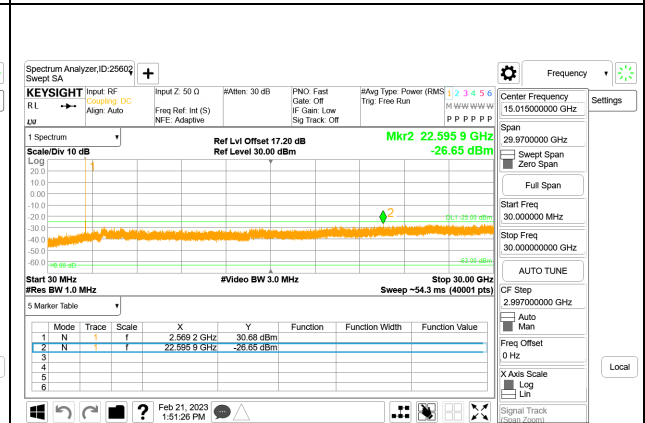 Spectrum Analyzer,ID:25602
Swept SA
+
Frequency
KEYSIGHT
RL
LXI
Input: RF
Coupling: DC
Align: Auto
Input Z: 50 Ω
Freq Ref: Int (S)
NFE: Adaptive
#Atten: 30 dB
PNO: Fast
Gate: Off
IF Gain: Low
Sig Track: Off
#Avg Type: Power (RMS
Trig: Free Run
1 2 3 4 5 6
M W W W W W
P P P P P P
Center Frequency
15.015000000 GHz
Settings
Span
29.9700000 GHz
Swept Span
Zero Span
Full Span
Start Freq
30.000000 MHz
Stop Freq
30.000000000 GHz
AUTO TUNE
CF Step
2.997000000 GHz
Auto
Man
Freq Offset
0 Hz
X Axis Scale
Log
Lin
Local
Signal Track
(Span Zoom)
1 Spectrum
Scale/Div 10 dB
Ref Lvl Offset 17.20 dB
Ref Level 30.00 dBm
Mkr2 22.595 9 GHz
-26.65 dBm
Log
20.0
10.0
0.00
-10.0
-20.0
-30.0
-40.0
-50.0
-60.0
1
2
DL1 -25.00 dBm
Start 30 MHz
#Res BW 1.0 MHz
#Video BW 3.0 MHz
Stop 30.00 GHz
Sweep ~54.3 ms (40001 pts)
5 Marker Table
Mode Trace Scale X Y Function Function Width Function Value
1 N 1 f 2.569 2 GHz 30.68 dBm
2 N 1 f 22.595 9 GHz -26.65 dBm
3
4
5
6
?
Feb 21, 2023
1:51:26 PM